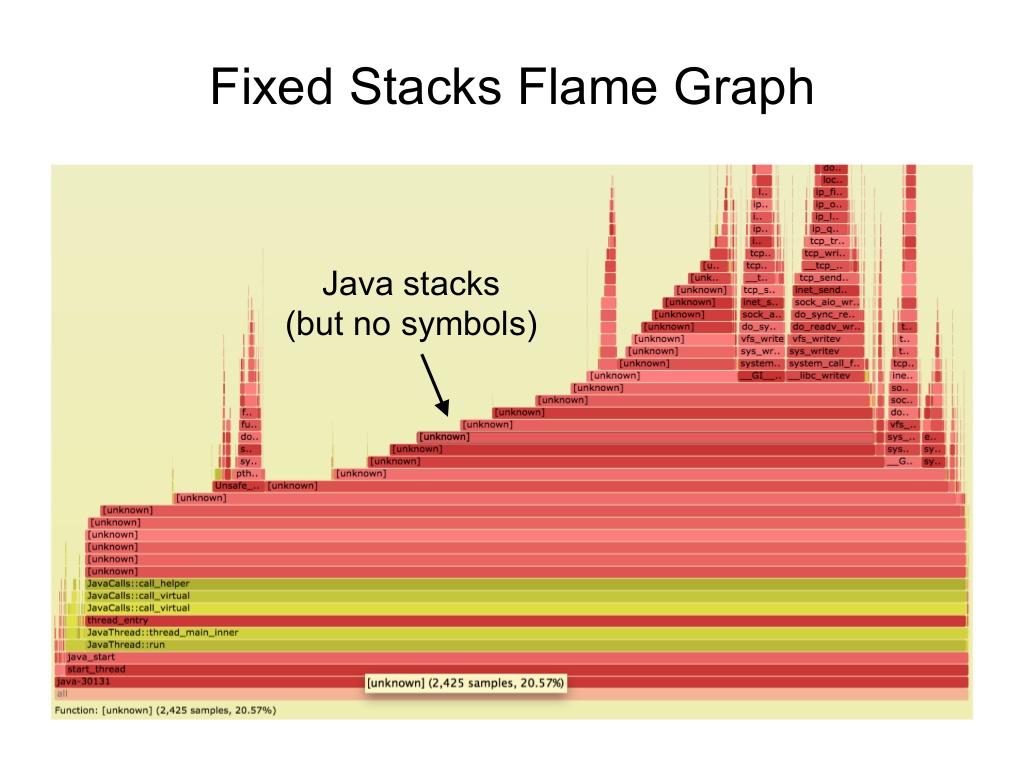 Fixed Stacks Flame Graph
do..
loc..
l.. ip_fi..
ip.. ip_o..
i.. ip_l..
ip.. ip_q..
l.. tcp_tr..
tcp.. tcp_wri..
[u.. tcp.. __tcp_..
[unk.. __t.. tcp_send..
[unknown] tcp_s.. inet_send..
[unknown] inet_s.. sock_aio_wr..
[unknown] sock_a.. do_sync_re..
[unknown] do_sy.. do_readv_wr.. t..
[unknown] vfs_write vfs_writev t..
[unknown] sys_wr.. sys_writev t..
[unknown] system.. system_call_f.. tcp..
[unknown] __GI__.. __libc_writev ine..
[unknown] so..
[unknown] soc..
Java stacks
(but no symbols)
f.. [unknown] do..
fu.. [unknown] vfs_..
do.. [unknown] sys_.. e..
s.. [unknown] sys.. sy..
sy.. [unknown] __G.. sy..
pth.. [unknown]
Unsafe_.. [unknown]
[unknown]
[unknown]
[unknown]
[unknown]
[unknown]
[unknown]
[unknown]
JavaCalls::call_helper
JavaCalls::call_virtual
JavaCalls::call_virtual
thread_entry
JavaThread::thread_main_inner
JavaThread::run
java_start
start_thread
java-30131
[unknown] (2,425 samples, 20.57%)
all
Function: [unknown] (2,425 samples, 20.57%)